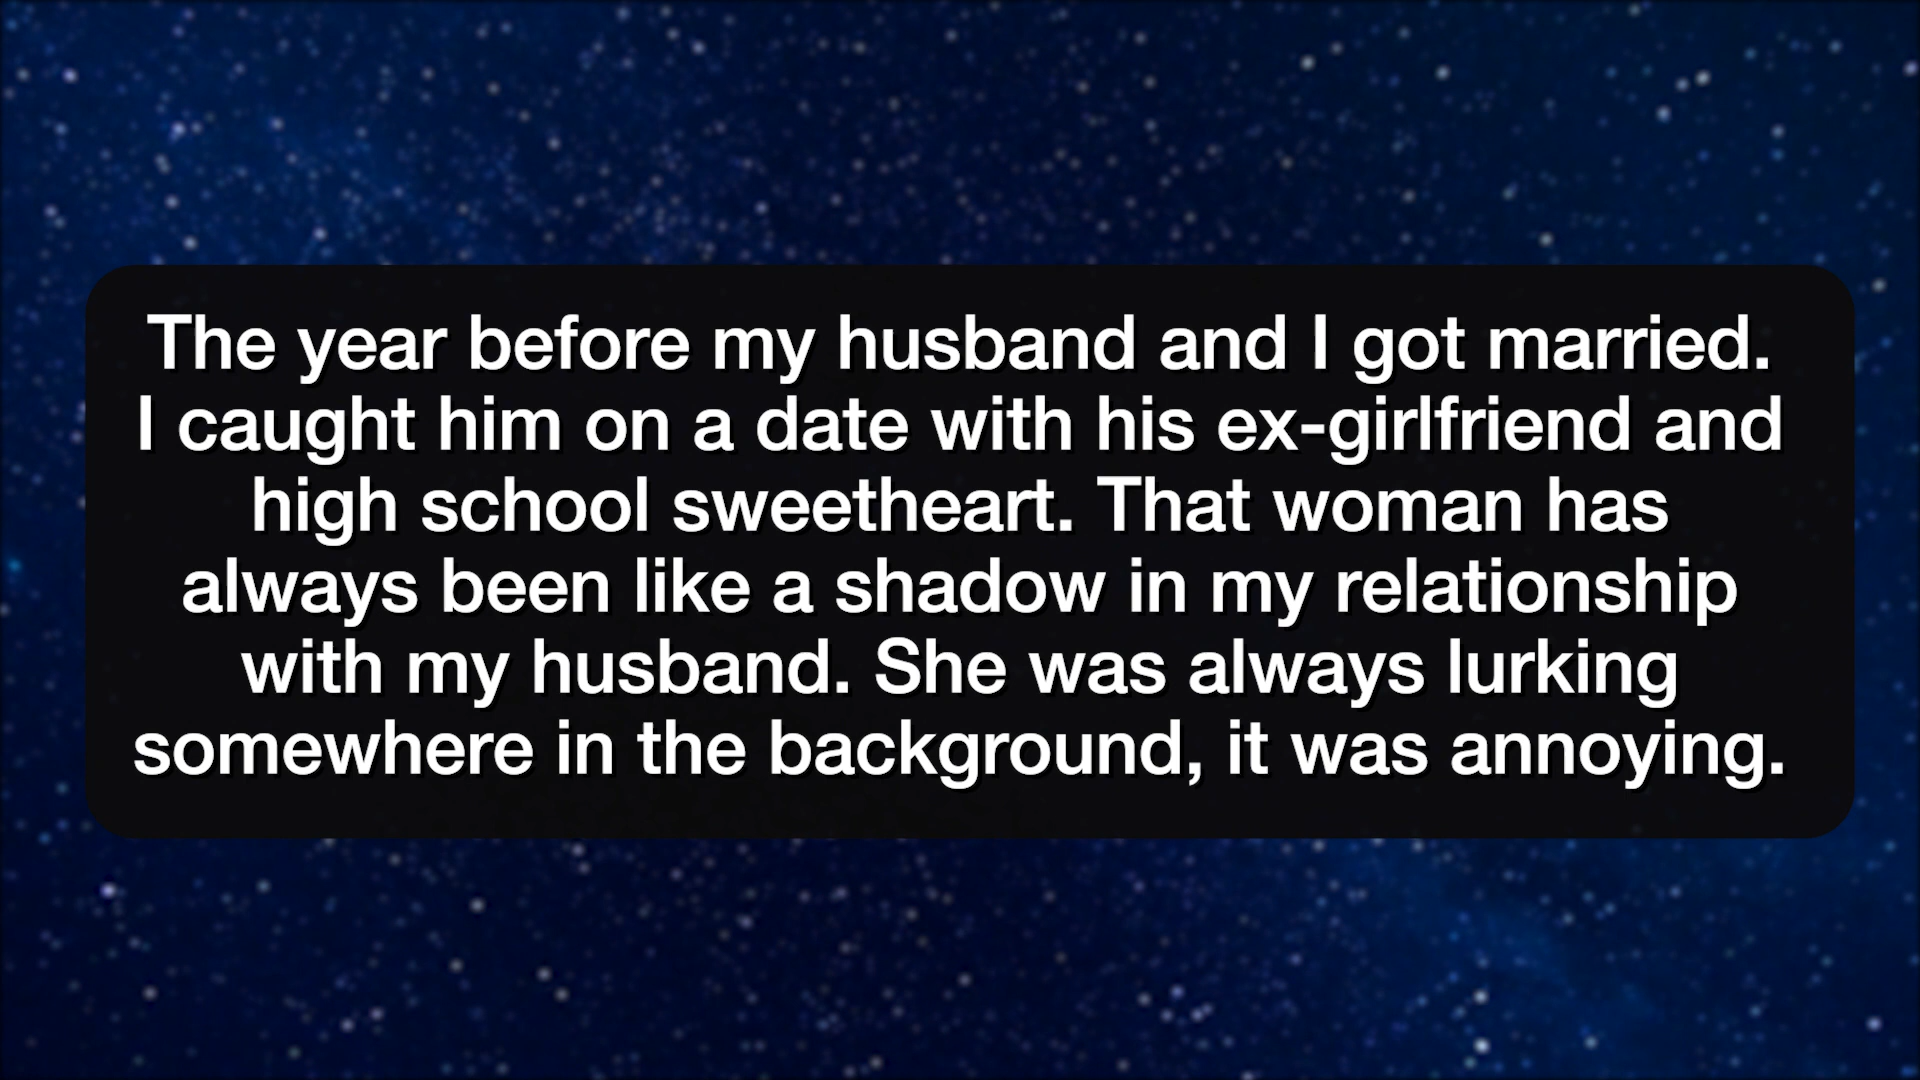 The year before my husband and I got married.
I caught him on a date with his ex-girlfriend and
high school sweetheart. That woman has
always been like a shadow in my relationship
with my husband. She was always lurking
somewhere in the background, it was annoying.